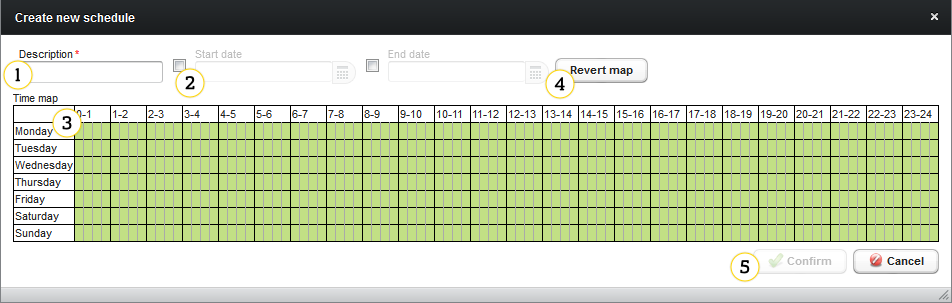 Create new schedule
Description * Start date End date
1 2 4 Revert map
Time map
3 0-1 1-2 2-3 3-4 4-5 5-6 6-7 7-8 8-9 9-10 10-11 11-12 12-13 13-14 14-15 15-16 16-17 17-18 18-19 19-20 20-21 21-22 22-23 23-24
Monday
Tuesday
Wednesday
Thursday
Friday
Saturday
Sunday
5 Confirm Cancel